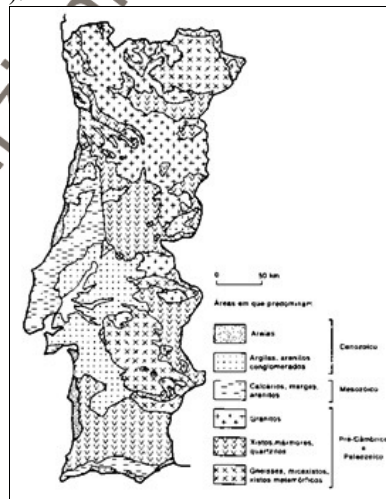 0 50 km
Áreas em que predominam:
Areias
Argilas, arenitos
conglomerados
Cenozóico
Calcários, margas,
arenitos
Mesozóico
Granitos
Xistos, mármores,
quartzitos
Pré-Câmbrico
e
Paleozóico
Gneisses, micaxistos,
xistos metamórficos